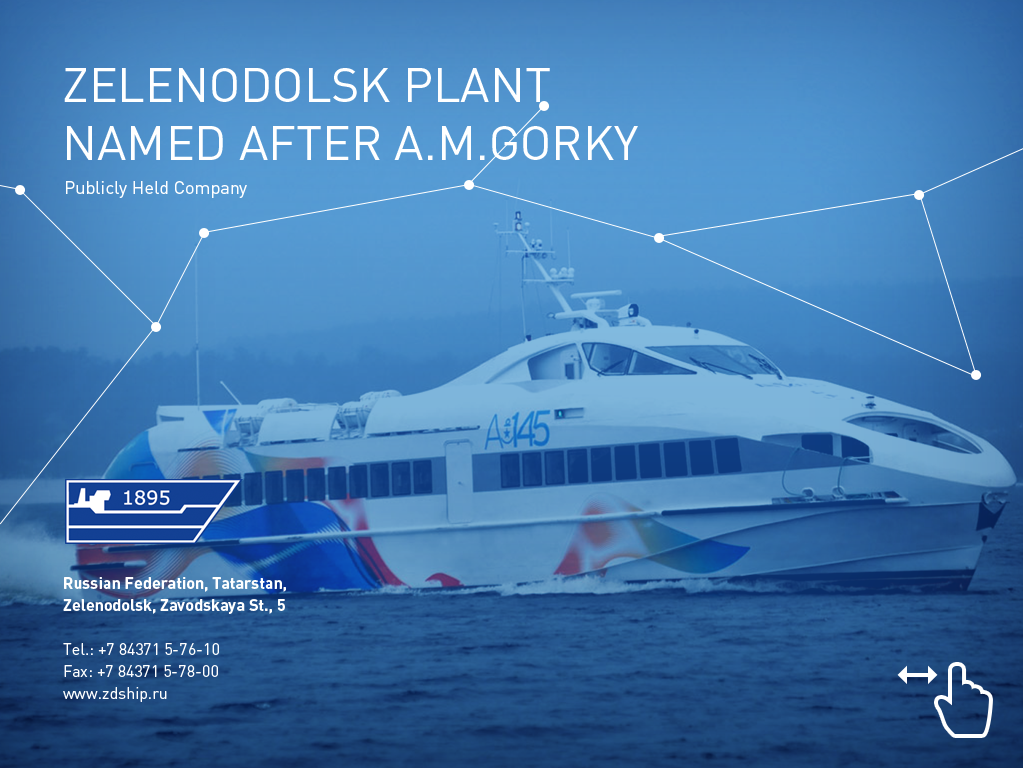 ZELENODOLSK PLANT
NAMED AFTER A.M.GORKY
Publicly Held Company
A 145
1895
Russian Federation, Tatarstan,
Zelenodolsk, Zavodskaya St., 5
Tel.: +7 84371 5-76-10
Fax: +7 84371 5-78-00
www.zdship.ru